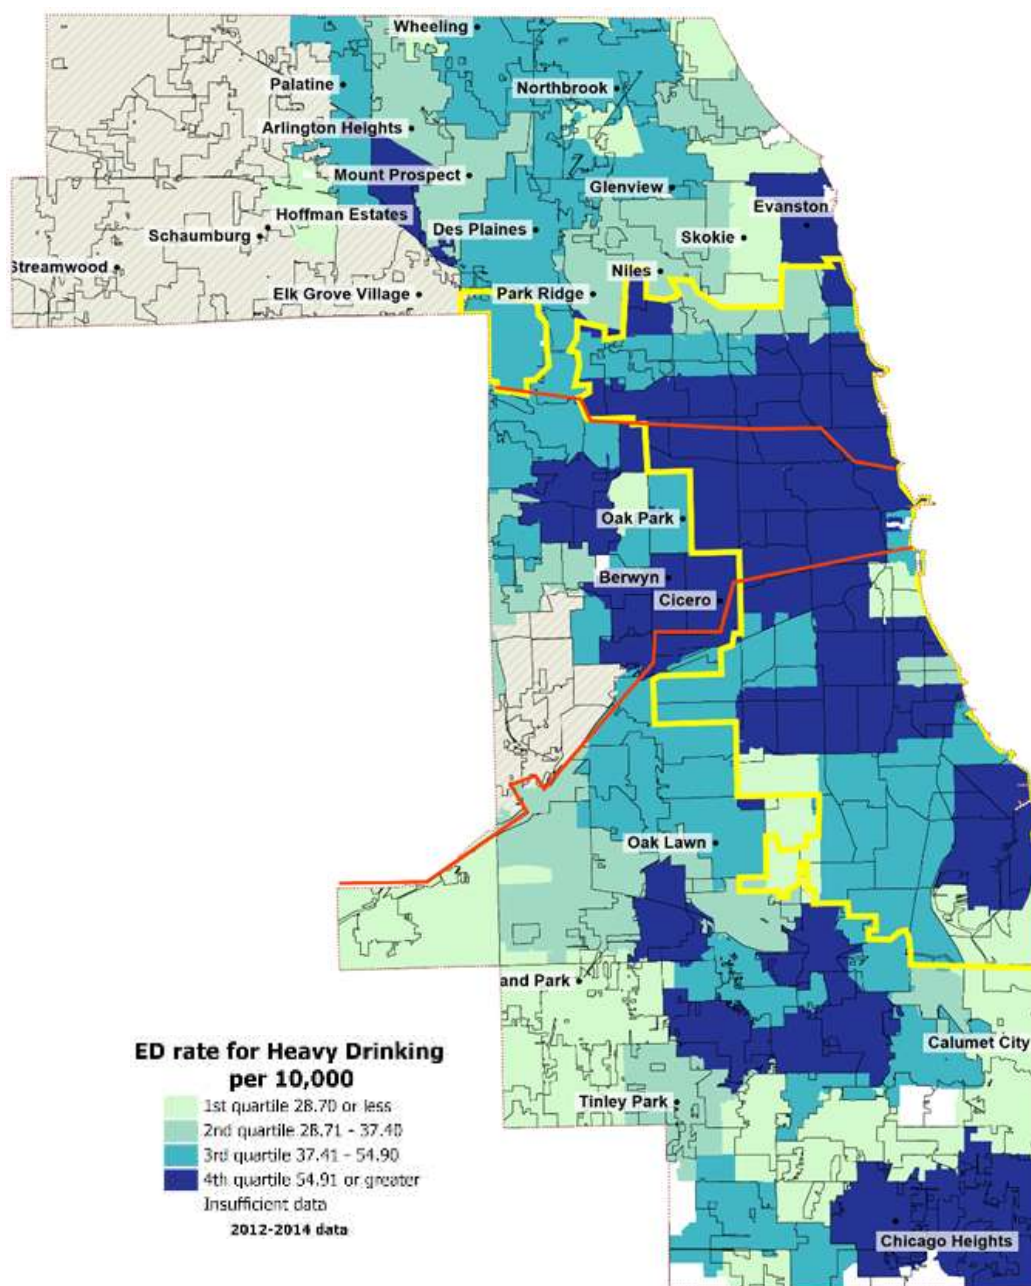 Wheeling
Palatine
Northbrook
Arlington Heights
Mount Prospect
Glenview
Hoffman Estates
Evanston
Schaumburg
Des Plaines
Skokie
Streamwood
Niles
Elk Grove Village
Park Ridge
Oak Park
Berwyn
Cicero
Oak Lawn
and Park
Calumet City
Tinley Park
Chicago Heights
ED rate for Heavy Drinking
per 10,000
1st quartile 28.70 or less
2nd quartile 28.71 - 37.40
3rd quartile 37.41 - 54.90
4th quartile 54.91 or greater
Insufficient data
2012-2014 data